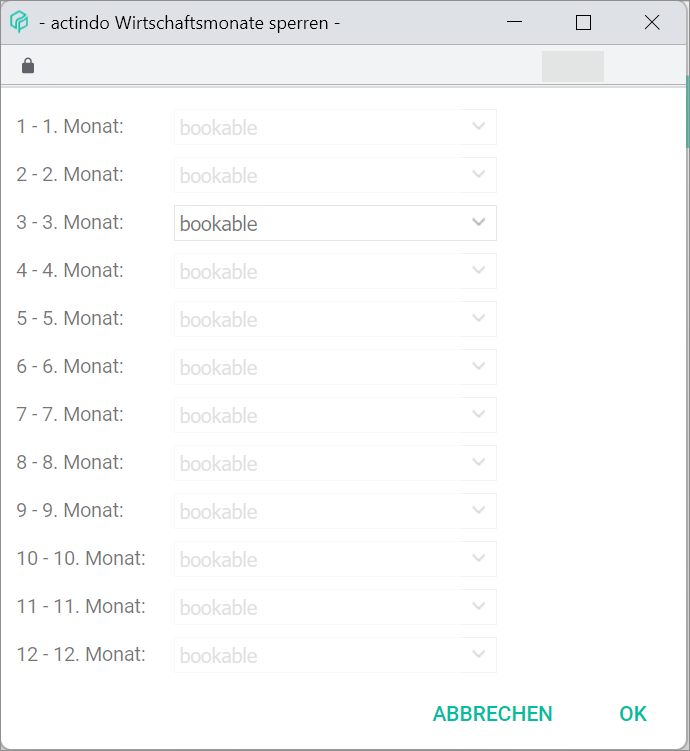 - actindo Wirtschaftsmonate sperren -
1 - 1. Monat: bookable
2 - 2. Monat: bookable
3 - 3. Monat: bookable
4 - 4. Monat: bookable
5 - 5. Monat: bookable
6 - 6. Monat: bookable
7 - 7. Monat: bookable
8 - 8. Monat: bookable
9 - 9. Monat: bookable
10 - 10. Monat: bookable
11 - 11. Monat: bookable
12 - 12. Monat: bookable
ABBRECHEN OK